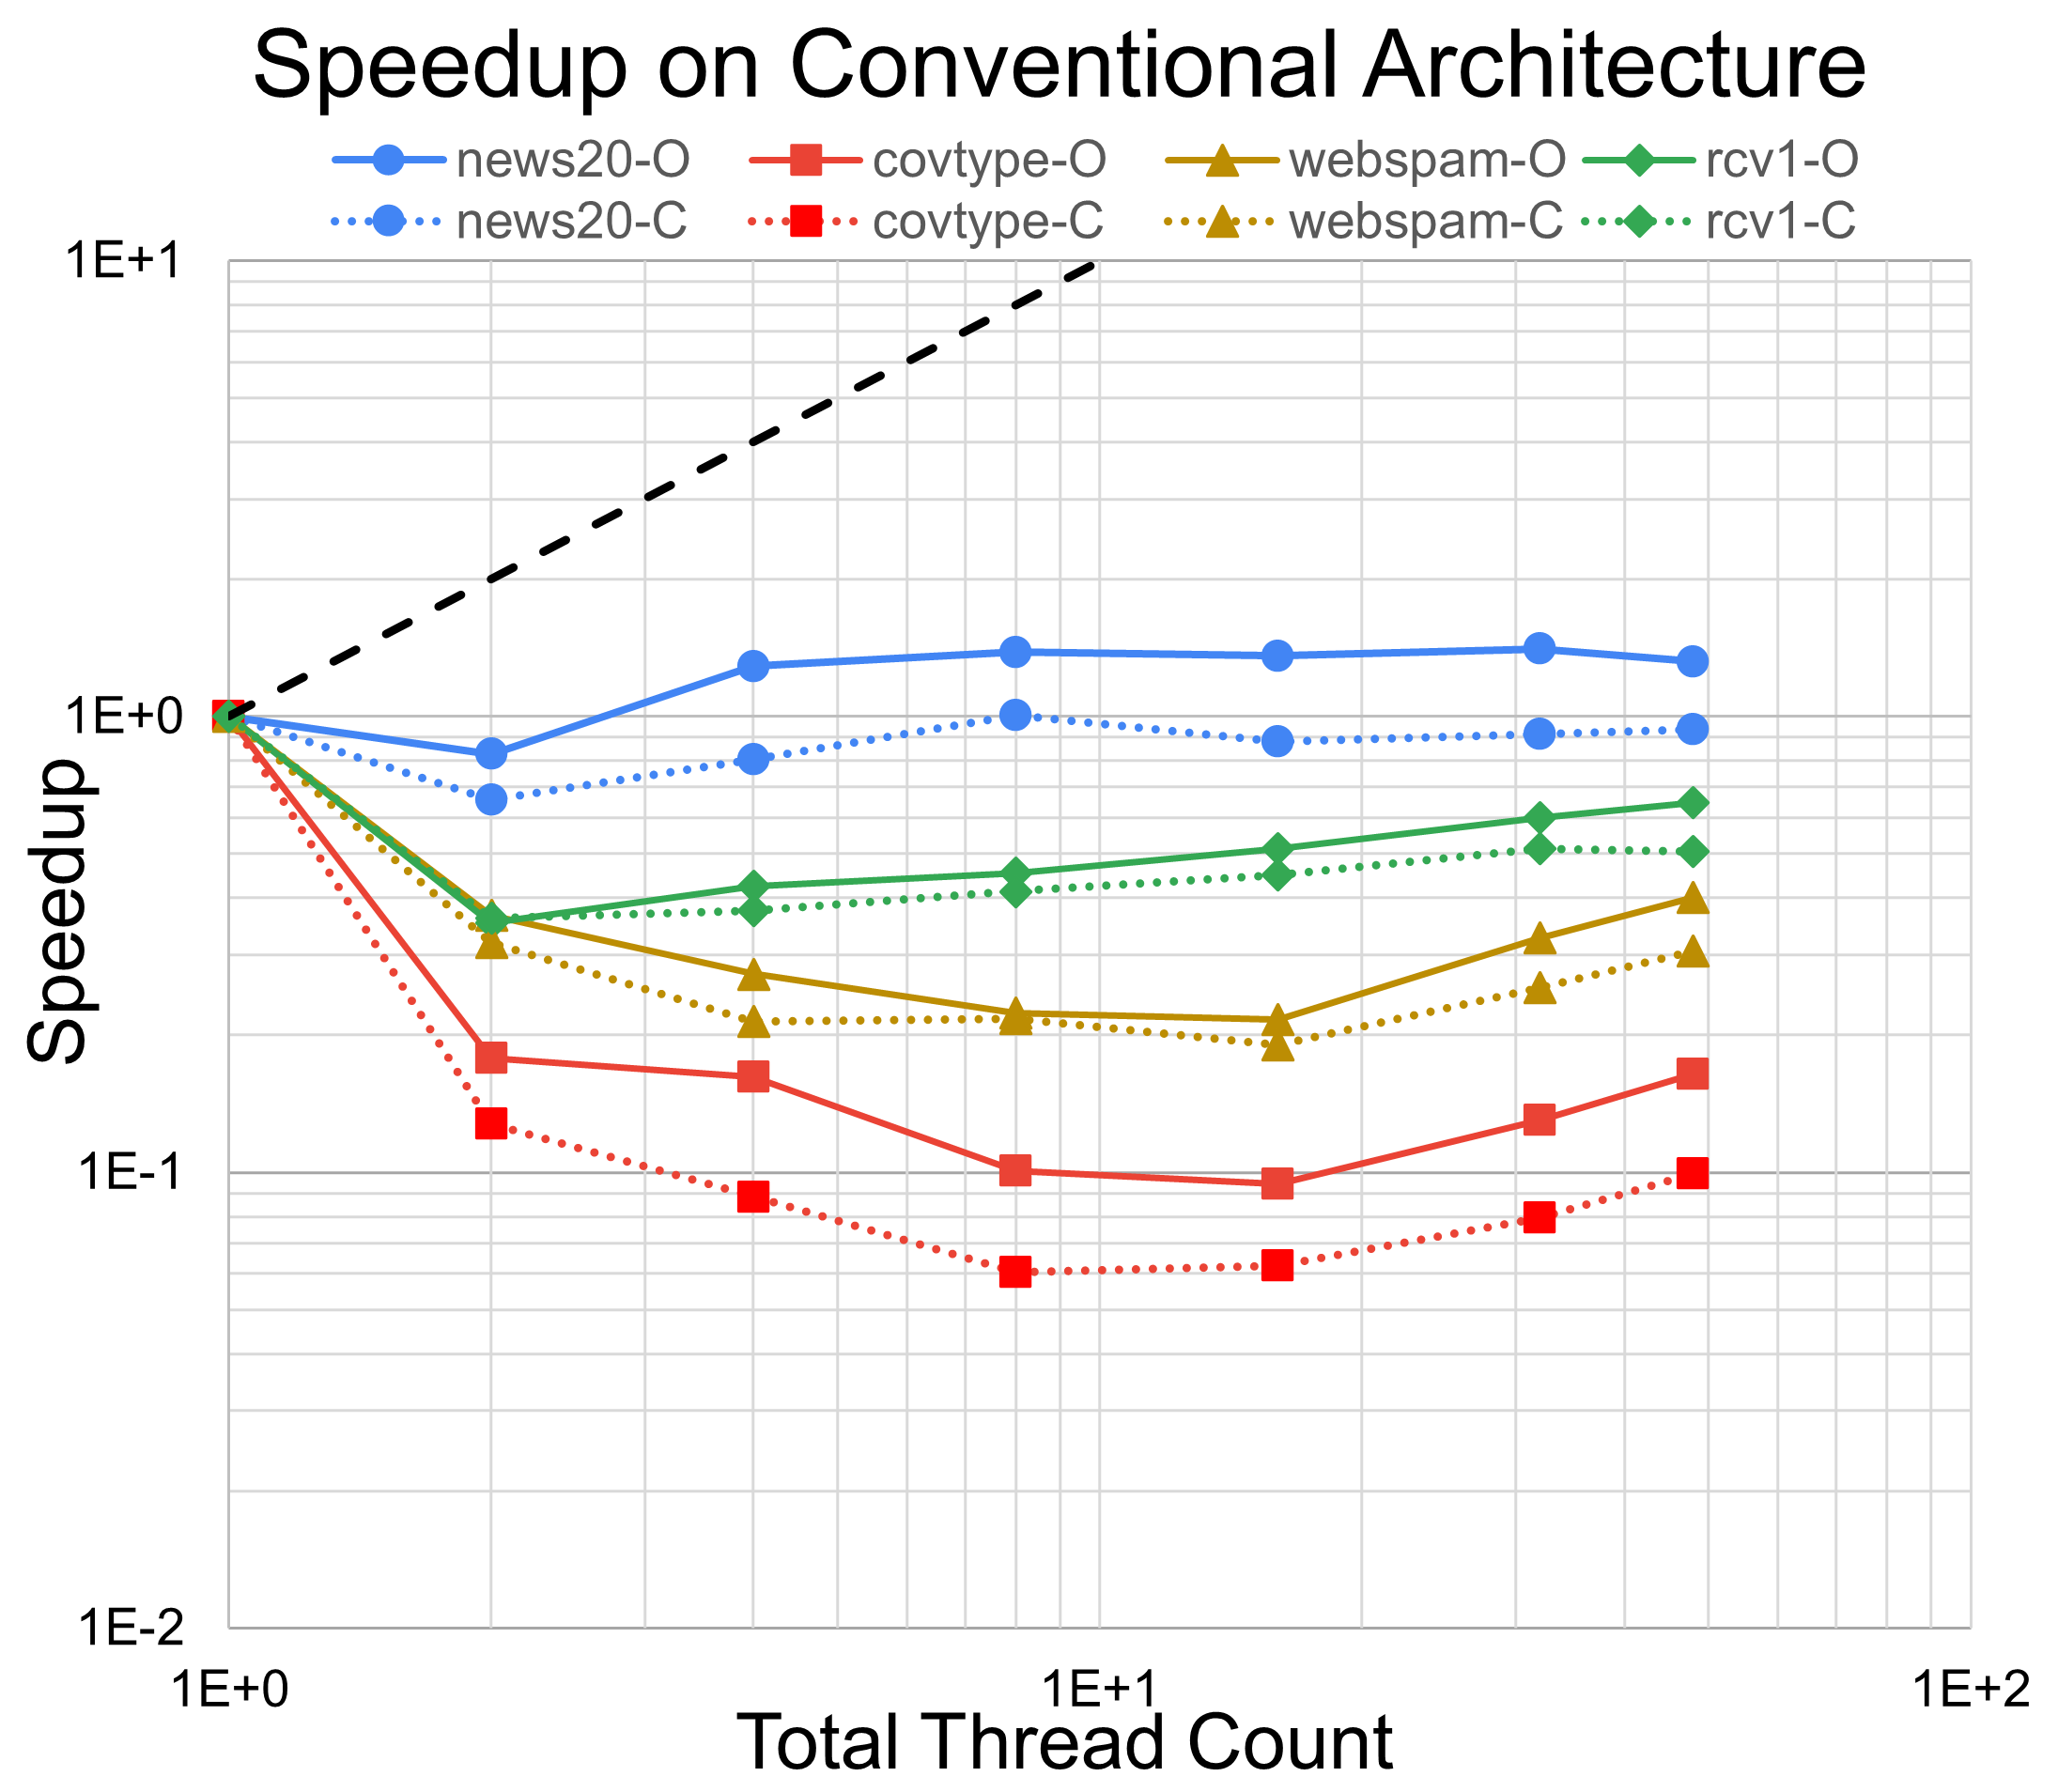 Speedup on Conventional Architecture
news20-O covtype-O webspam-O rcv1-O
news20-C covtype-C webspam-C rcv1-C
1E+1
1E+0
Speedup
1E-1
1E-2
1E+0 1E+1 1E+2
Total Thread Count